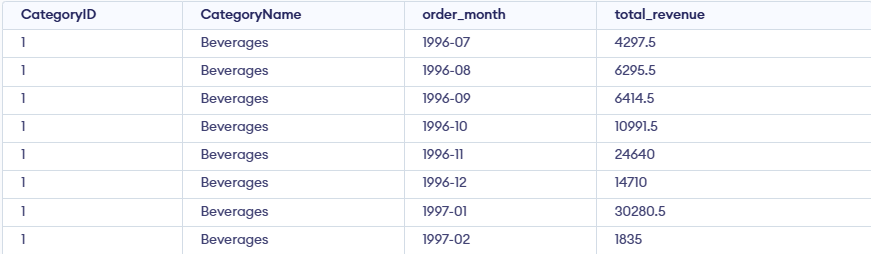 CategoryID CategoryName order_month total_revenue
1 Beverages 1996-07 4297.5
1 Beverages 1996-08 6295.5
1 Beverages 1996-09 6414.5
1 Beverages 1996-10 10991.5
1 Beverages 1996-11 24640
1 Beverages 1996-12 14710
1 Beverages 1997-01 30280.5
1 Beverages 1997-02 1835